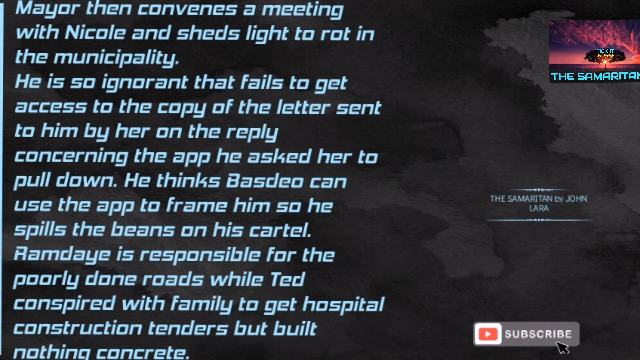 Mayor then convenes a meeting
with Nicole and sheds light to rot in
the municipality.
He is so ignorant that fails to get
access to the copy of the letter sent
to him by her on the reply
concerning the app he asked her to
pull down. He thinks Basdeo can
use the app to frame him so he
spills the beans on his cartel.
Ramdaye is responsible for the
poorly done roads while Ted
conspired with family to get hospital
construction tenders but built
nothing concrete.
THE SAMARITAN
THE SAMARITAN by JOHN
LARA
SUBSCRIBE